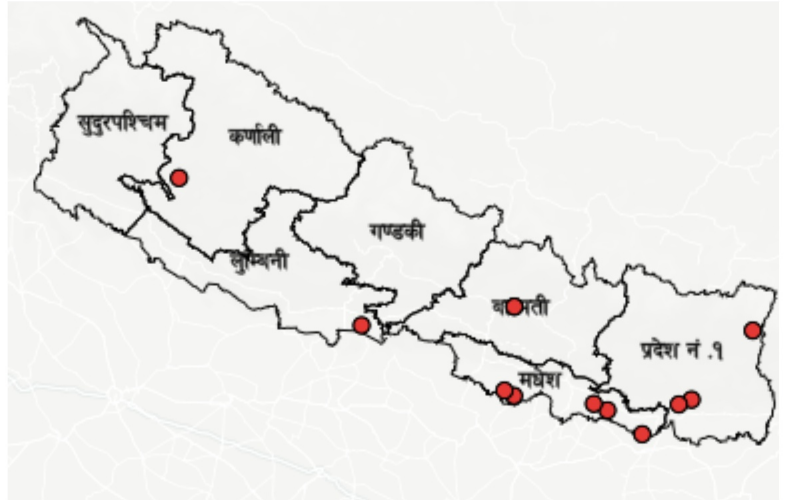 सुदुरपश्चिम
कर्णाली
गण्डकी
लुम्बिनी
प्रदेश नं .१
मधेश